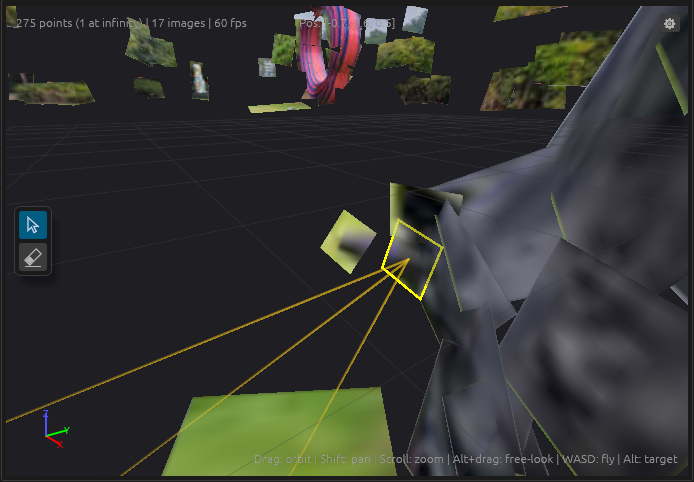 275 points (1 at infinity) | 17 images | 60 fps
Drag: orbit | Shift: pan | Scroll: zoom | Alt+drag: free-look | WASD: fly | Alt: target
Z
Y
X